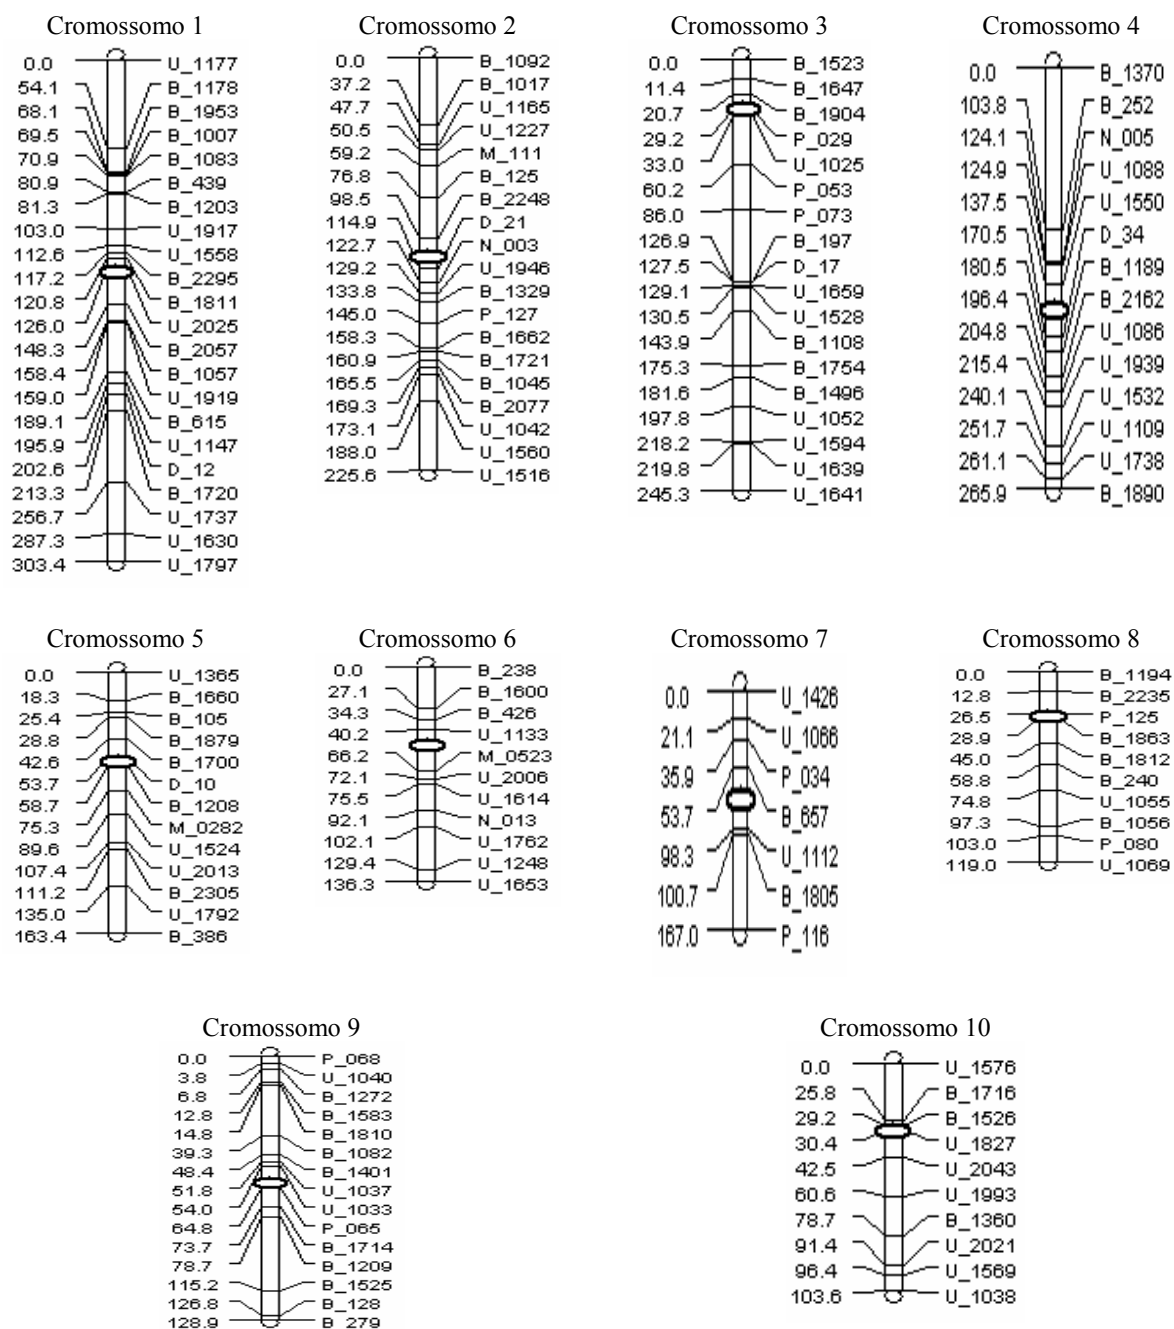 Cromossomo 1
0.0 U_1177
54.1 B_1178
68.1 B_1953
69.5 B_1007
70.9 B_1083
80.9 B_439
81.3 B_1203
103.0 U_1917
112.6 U_1558
117.2 B_2295
120.8 B_1811
126.0 U_2025
148.3 B_2057
158.4 B_1057
159.0 U_1919
189.1 B_615
195.9 U_1147
202.6 D_12
213.3 B_1720
256.7 U_1737
287.3 U_1630
303.4 U_1797
Cromossomo 2
0.0 B_1092
37.2 B_1017
47.7 U_1165
50.5 U_1227
59.2 M_111
76.8 B_125
98.5 B_2248
114.9 D_21
122.7 N_003
129.2 U_1946
133.8 B_1329
145.0 P_127
158.3 B_1662
160.9 B_1721
165.5 B_1045
169.3 B_2077
173.1 U_1042
188.0 U_1560
225.6 U_1516
Cromossomo 3
0.0 B_1523
11.4 B_1647
20.7 B_1904
29.2 P_029
33.0 U_1025
60.2 P_053
86.0 P_073
126.9 B_197
127.5 D_17
129.1 U_1659
130.5 U_1528
143.9 B_1108
175.3 B_1754
181.6 B_1496
197.8 U_1052
218.2 U_1594
219.8 U_1639
245.3 U_1641
Cromossomo 4
0.0 B_1370
103.8 B_252
124.1 N_005
124.9 U_1088
137.5 U_1550
170.5 D_34
180.5 B_1189
196.4 B_2162
204.8 U_1086
215.4 U_1939
240.1 U_1532
251.7 U_1109
261.1 U_1738
265.9 B_1890
Cromossomo 5
0.0 U_1365
18.3 B_1660
25.4 B_105
28.8 B_1879
42.6 B_1700
53.7 D_10
58.7 B_1208
75.3 M_0282
89.6 U_1524
107.4 U_2013
111.2 B_2305
135.0 U_1792
163.4 B_386
Cromossomo 6
0.0 B_238
27.1 B_1600
34.3 B_426
40.2 U_1133
66.2 M_0523
72.1 U_2006
75.5 U_1614
92.1 N_013
102.1 U_1762
129.4 U_1248
136.3 U_1653
Cromossomo 7
0.0 U_1426
21.1 U_1066
35.9 P_034
53.7 B_657
98.3 U_1112
100.7 B_1805
167.0 P_116
Cromossomo 8
0.0 B_1194
12.8 B_2235
26.5 P_125
28.9 B_1863
45.0 B_1812
58.8 B_240
74.8 U_1055
97.3 B_1056
103.0 P_080
119.0 U_1069
Cromossomo 9
0.0 P_068
3.8 U_1040
6.8 B_1272
12.8 B_1583
14.8 B_1810
39.3 B_1082
48.4 B_1401
51.8 U_1037
54.0 U_1033
64.8 P_065
73.7 B_1714
78.7 B_1209
115.2 B_1525
126.8 B_128
128.9 B_279
Cromossomo 10
0.0 U_1576
25.8 B_1716
29.2 B_1526
30.4 U_1827
42.5 U_2043
60.6 U_1993
78.7 B_1360
91.4 U_2021
96.4 U_1569
103.6 U_1038